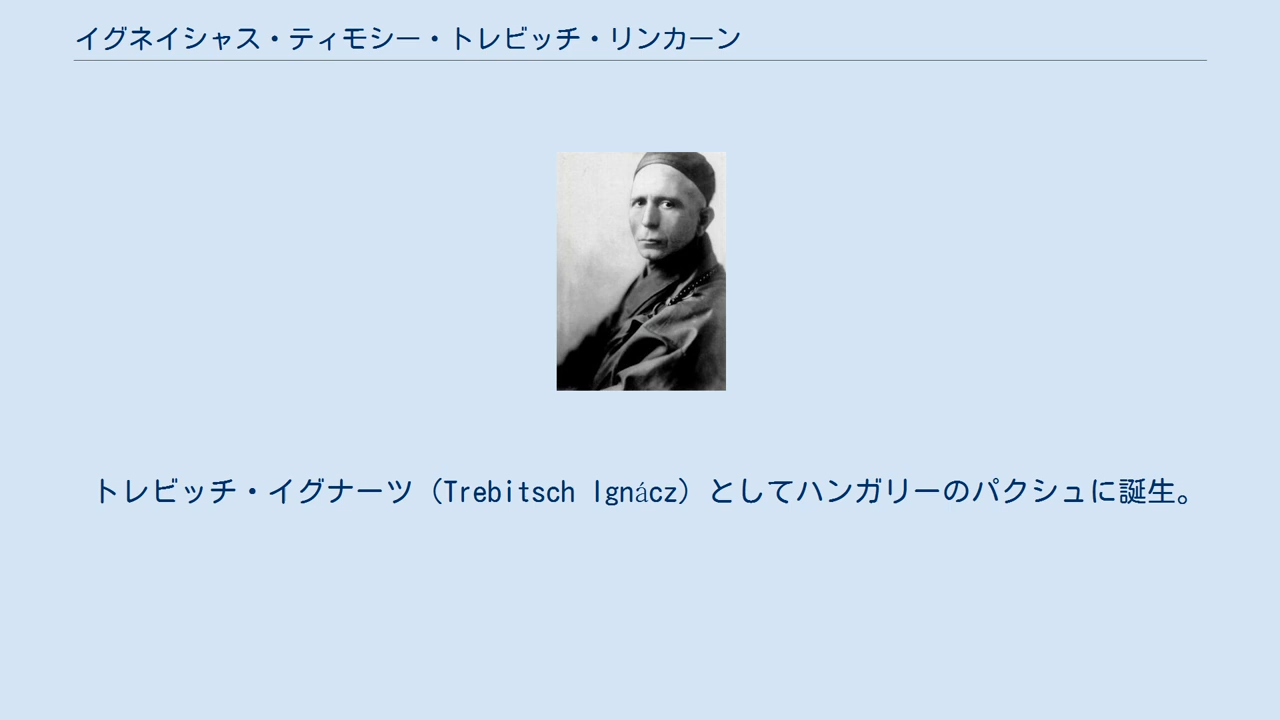 イグネイシャス・ティモシー・トレビッチ・リンカーン
トレビッチ・イグナーツ（Trebitsch Ignácz）としてハンガリーのパクシュに誕生。